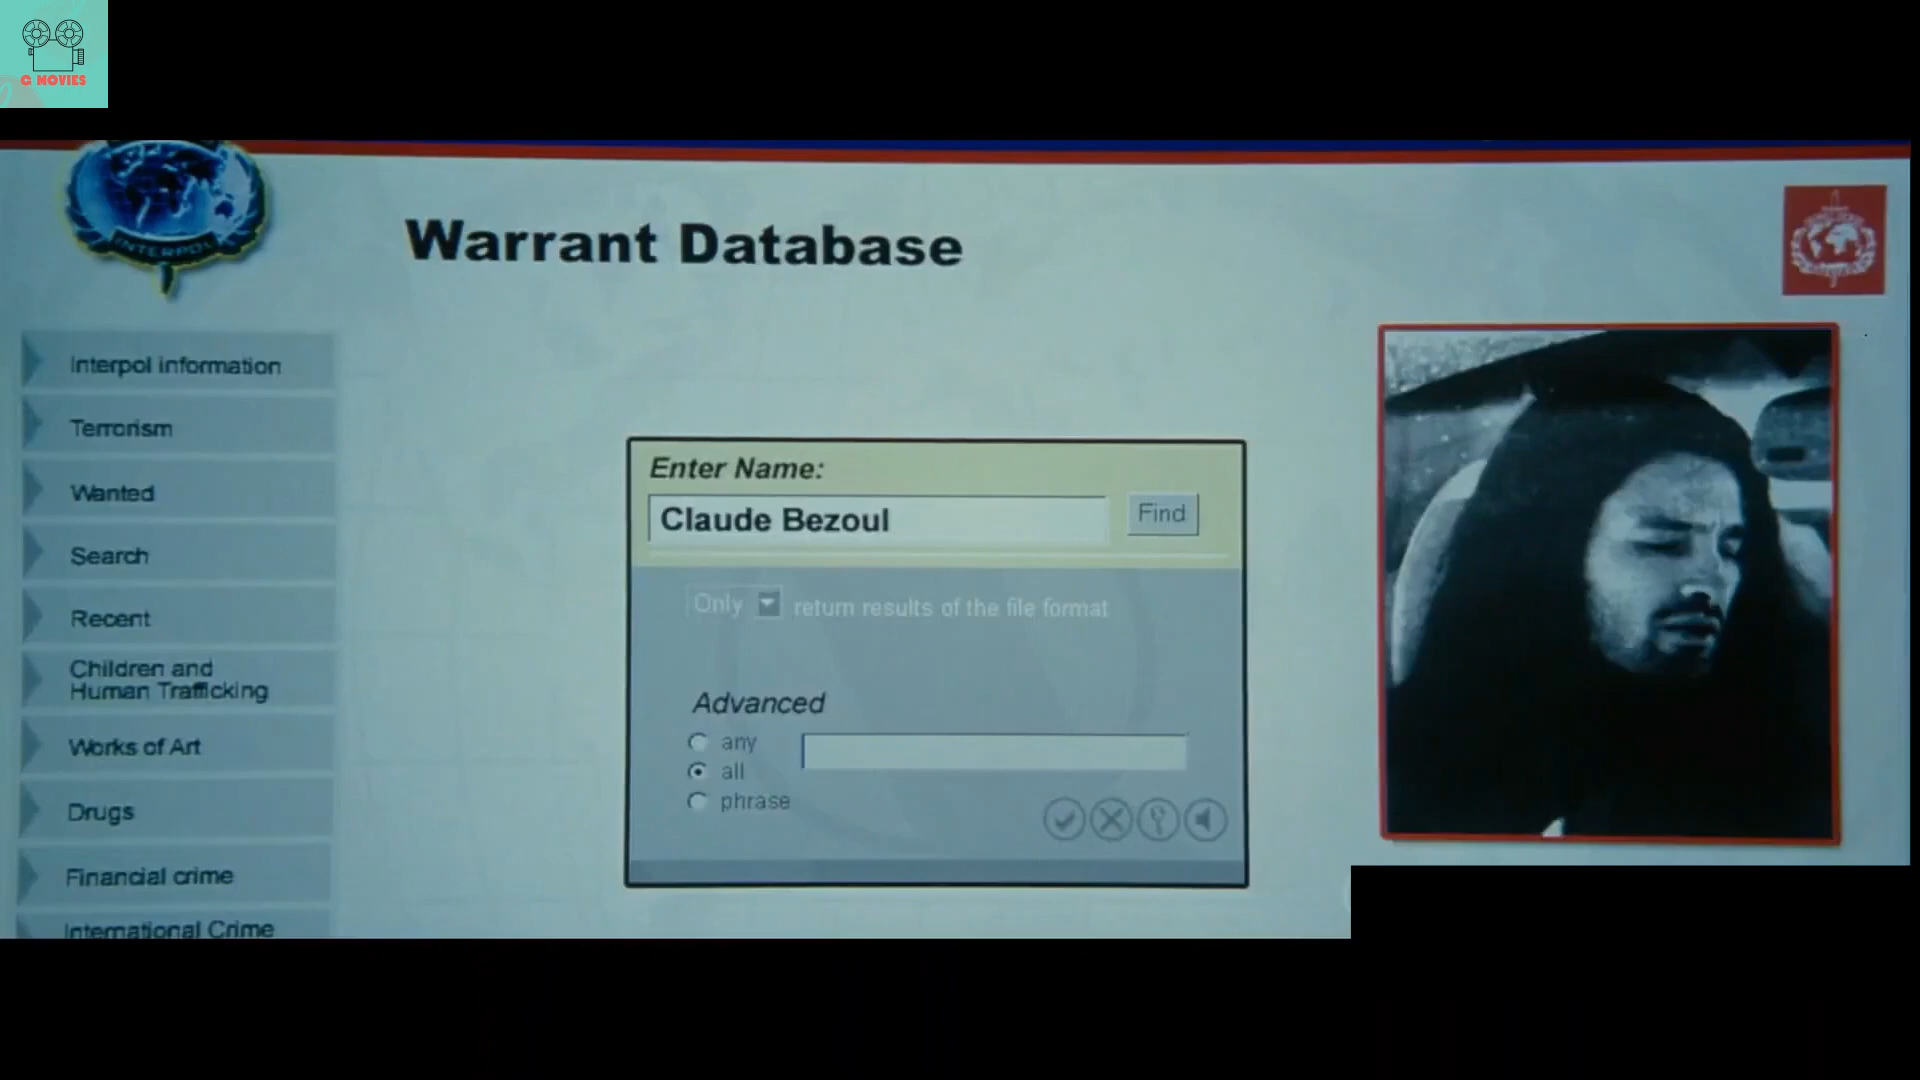 G MOVIES
INTERPOL
Warrant Database
Interpol information
Terrorism
Wanted
Search
Recent
Children and
Human Trafficking
Works of Art
Drugs
Financial crime
International Crime
Enter Name:
Claude Bezoul
Find
Only
return results of the file format
Advanced
any
all
phrase